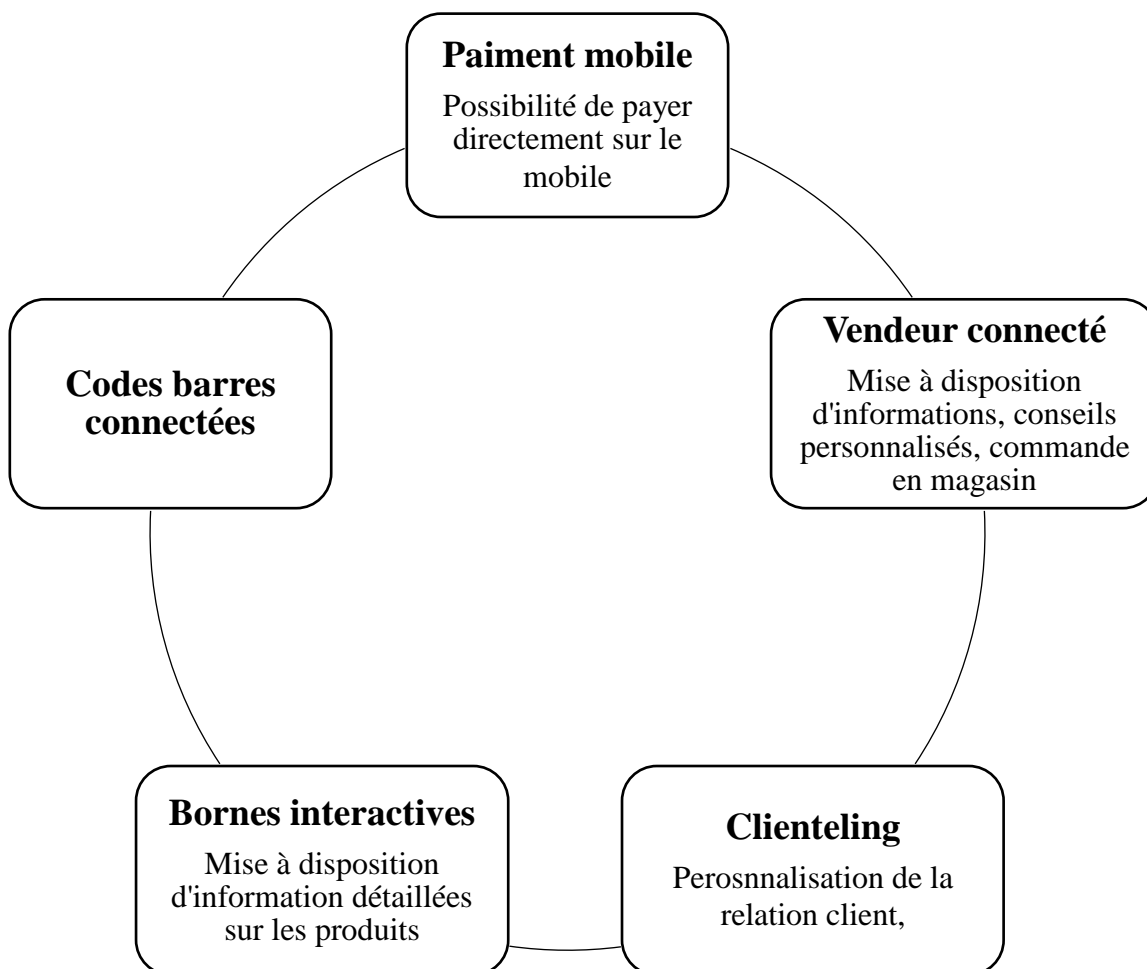 Paiment mobile
Possibilité de payer
directement sur le
mobile
Vendeur connecté
Mise à disposition
d'informations, conseils
personnalisés, commande
en magasin
Clienteling
Perosnnalisation de la
relation client,
Bornes interactives
Mise à disposition
d'information détaillées
sur les produits
Codes barres
connectées